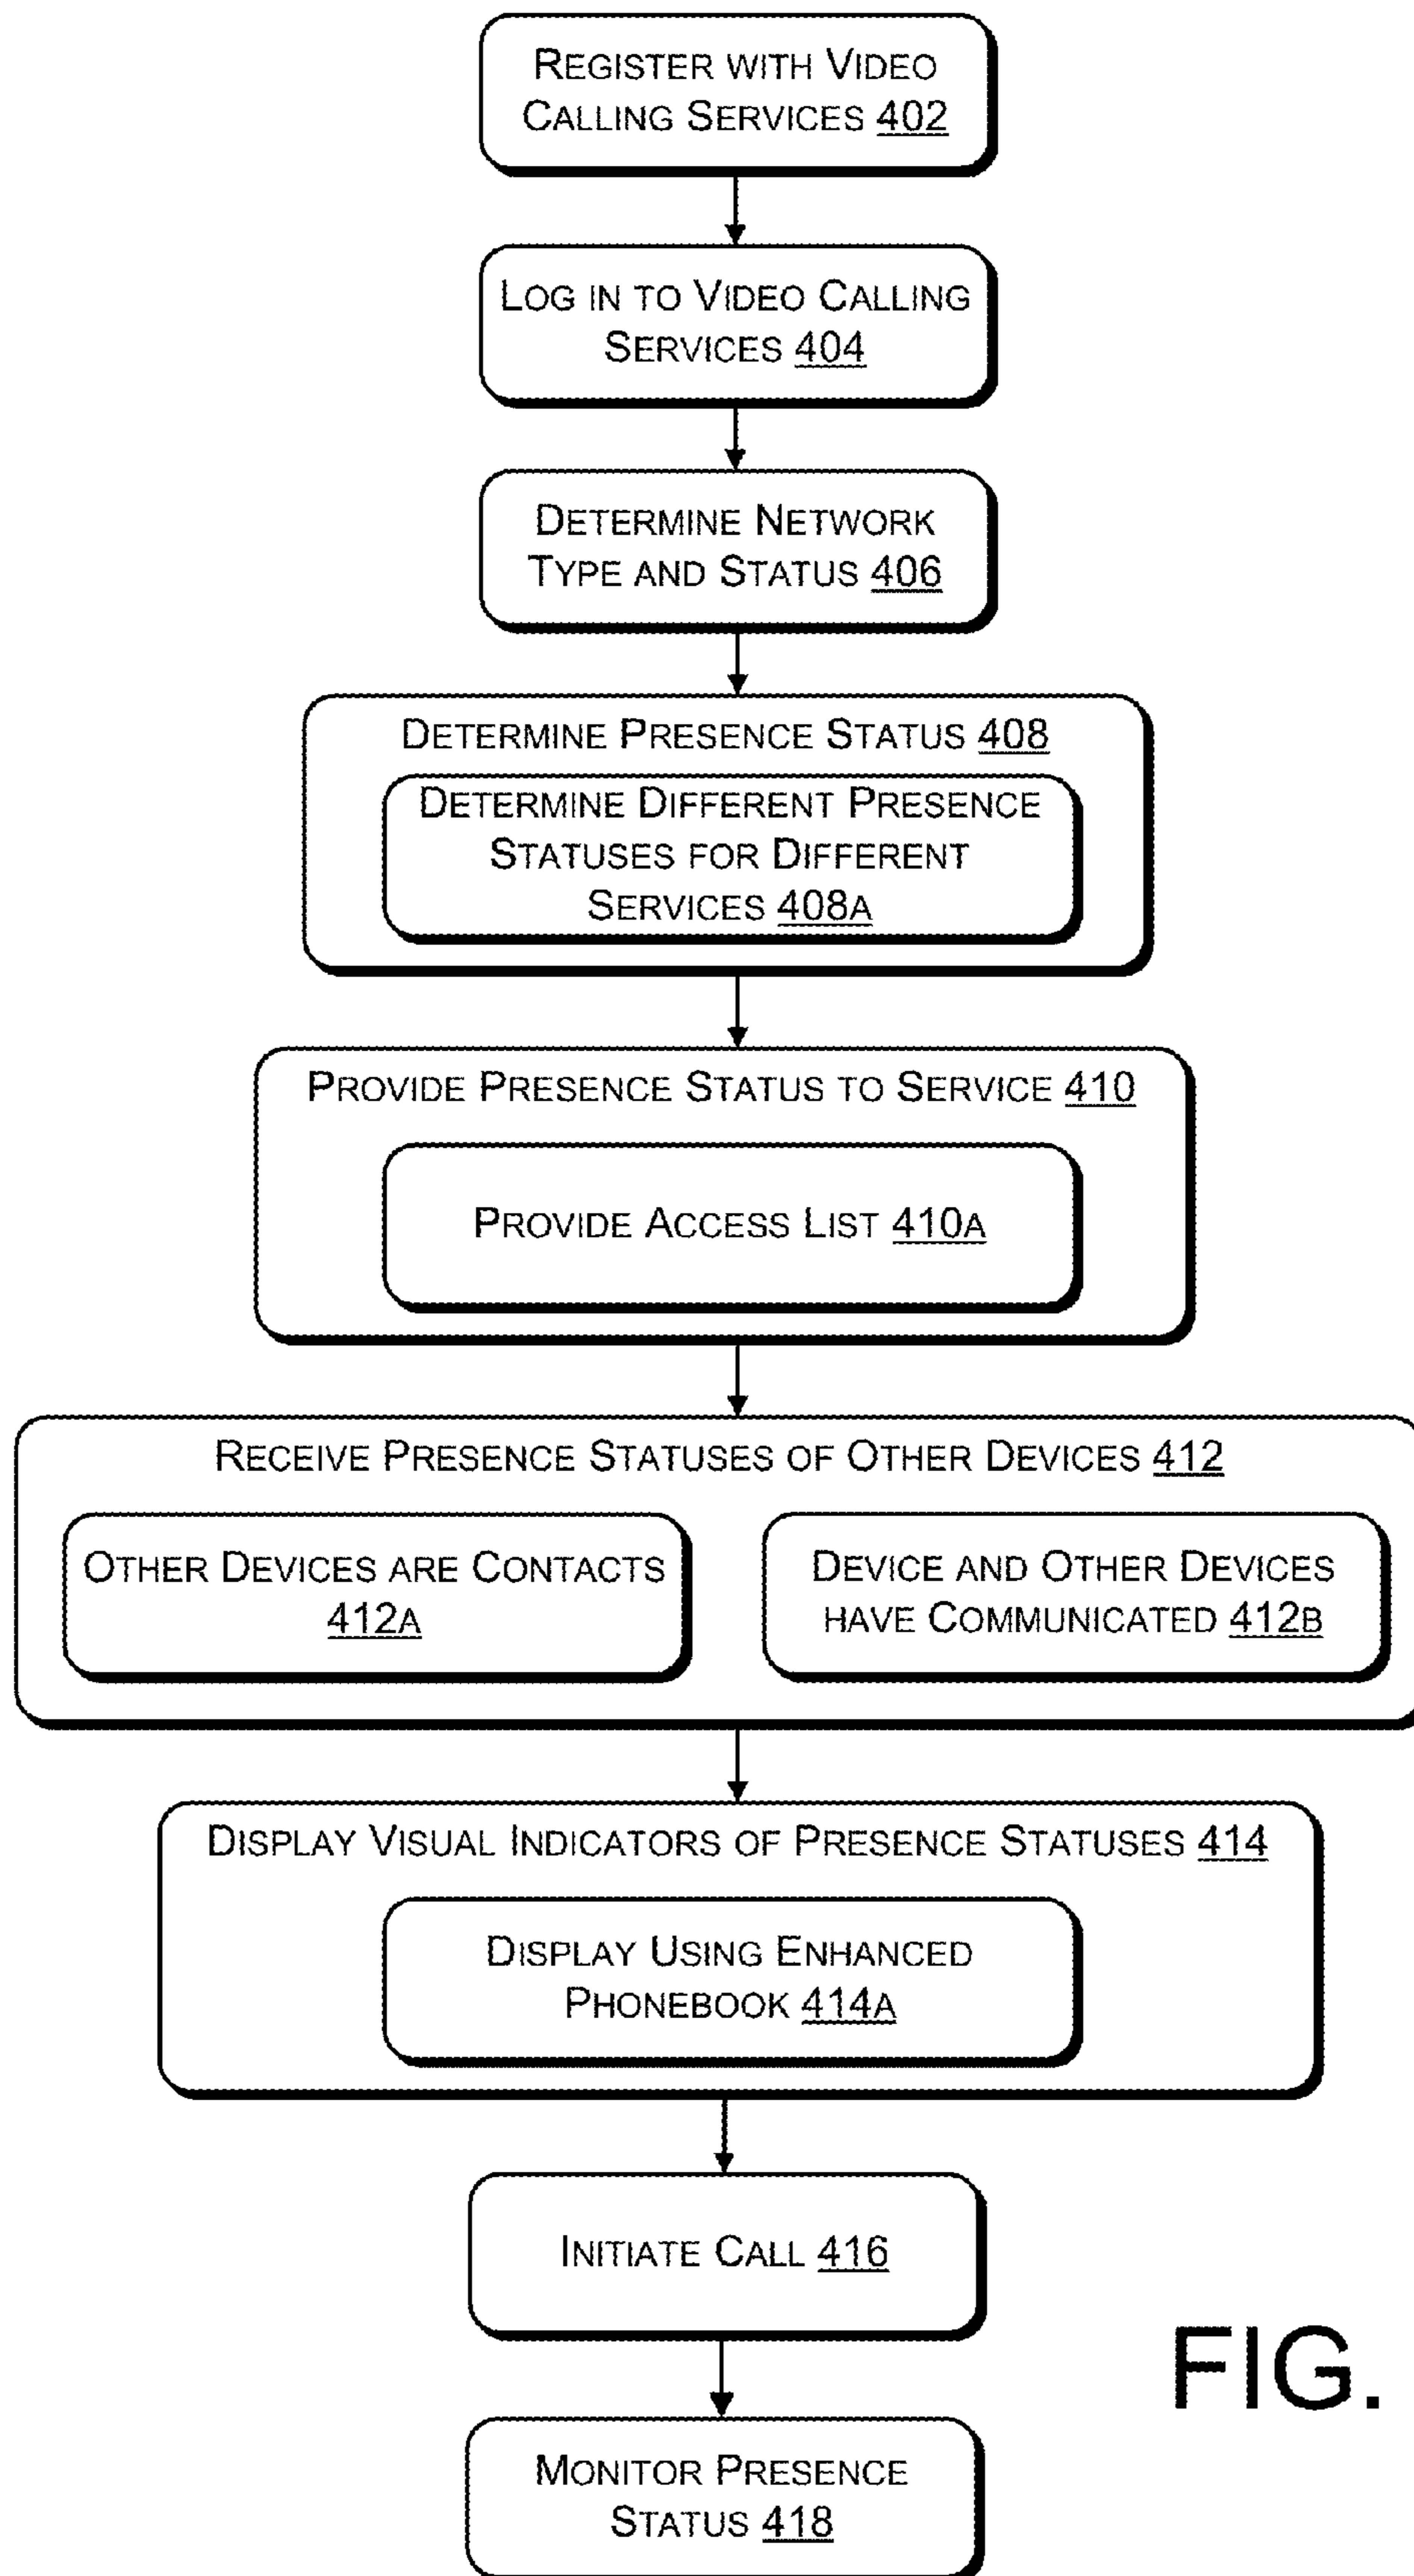 REGISTER WITH VIDEO
CALLING SERVICES 402
LOG IN TO VIDEO CALLING
SERVICES 404
DETERMINE NETWORK
TYPE AND STATUS 406
DETERMINE PRESENCE STATUS 408
DETERMINE DIFFERENT PRESENCE
STATUSES FOR DIFFERENT
SERVICES 408A
PROVIDE PRESENCE STATUS TO SERVICE 410
PROVIDE ACCESS LIST 410A
RECEIVE PRESENCE STATUSES OF OTHER DEVICES 412
OTHER DEVICES ARE CONTACTS
412A
DEVICE AND OTHER DEVICES
HAVE COMMUNICATED 412B
DISPLAY VISUAL INDICATORS OF PRESENCE STATUSES 414
DISPLAY USING ENHANCED
PHONEBOOK 414A
INITIATE CALL 416
FIG.
MONITOR PRESENCE
STATUS 418